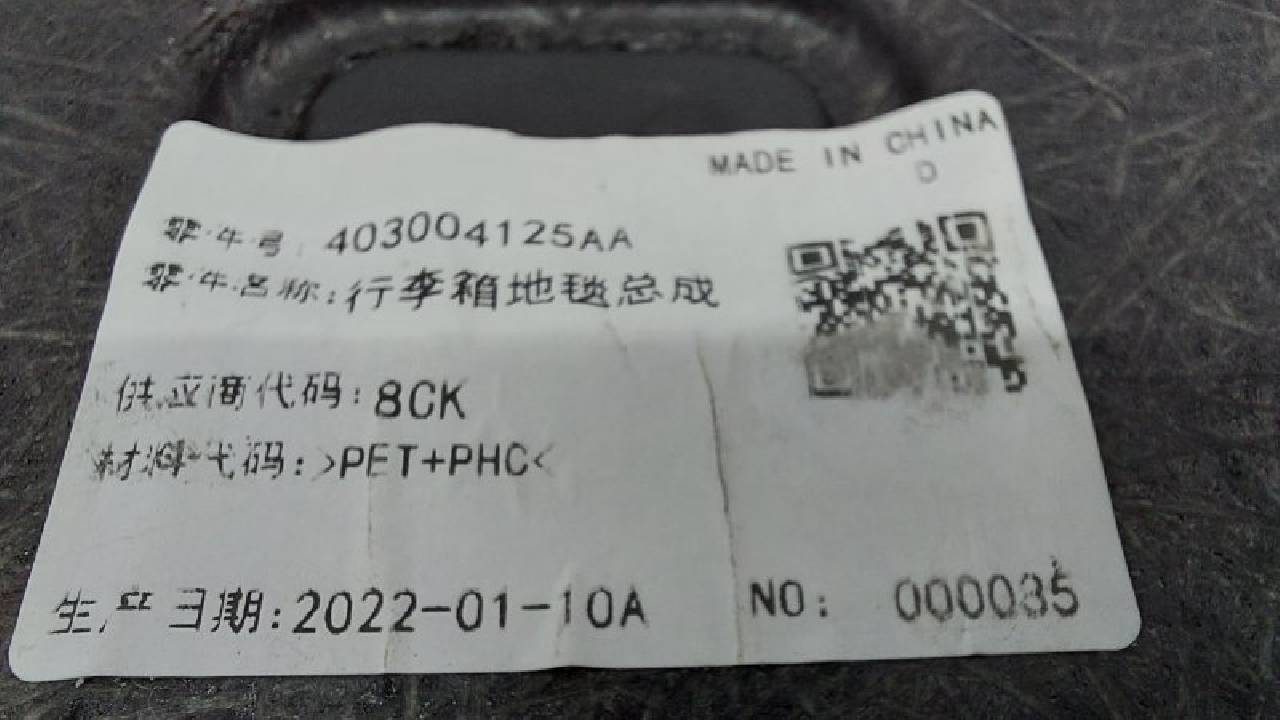 MADE IN CHINA
D
零件号: 403004125AA
零件名称:行李箱地毯总成
供应商代码:8CK
材料代码:>PET+PHC<
生产日期:2022-01-10A
NO: 000035